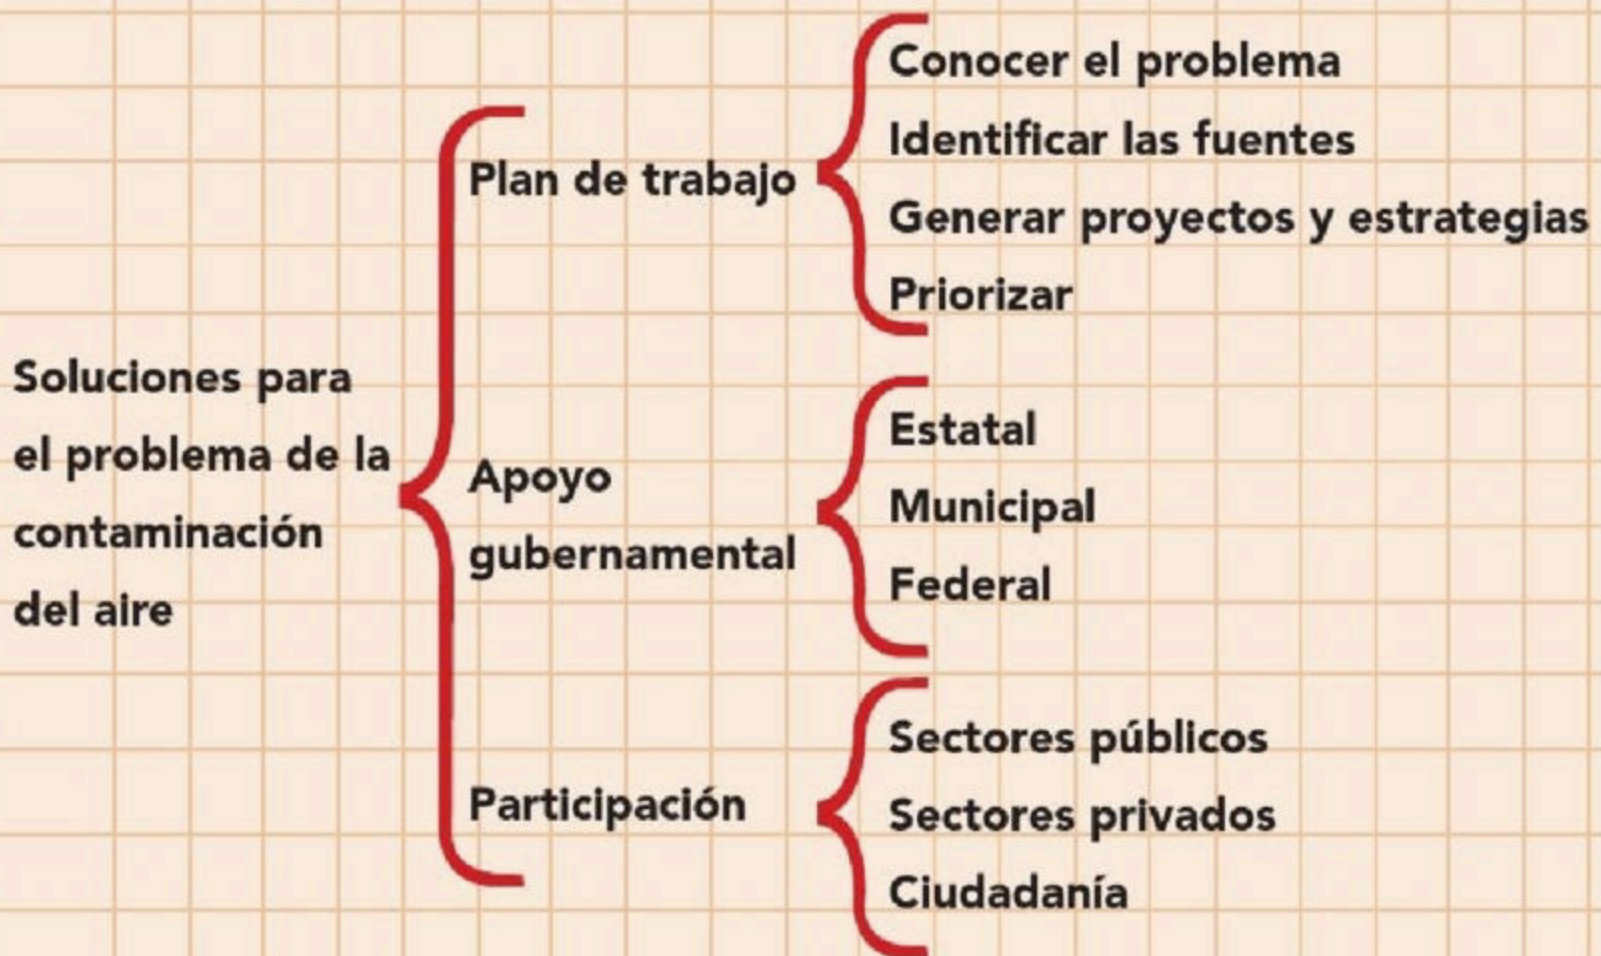 Soluciones para
el problema de la
contaminación
del aire
Plan de trabajo
Conocer el problema
Identificar las fuentes
Generar proyectos y estrategias
Priorizar
Apoyo
gubernamental
Estatal
Municipal
Federal
Participación
Sectores públicos
Sectores privados
Ciudadanía